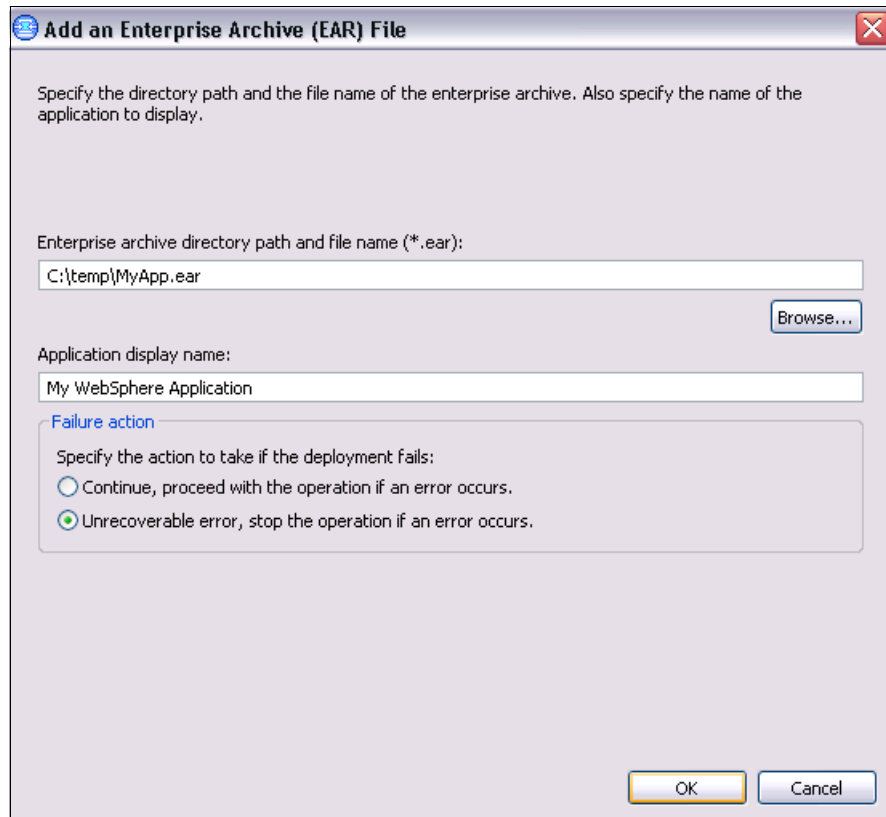 Add an Enterprise Archive (EAR) File
Specify the directory path and the file name of the enterprise archive. Also specify the name of the
application to display.
Enterprise archive directory path and file name (*.ear):
C:\temp\MyApp.ear
Browse...
Application display name:
My WebSphere Application
Failure action
Specify the action to take if the deployment fails:
Continue, proceed with the operation if an error occurs.
Unrecoverable error, stop the operation if an error occurs.
OK Cancel